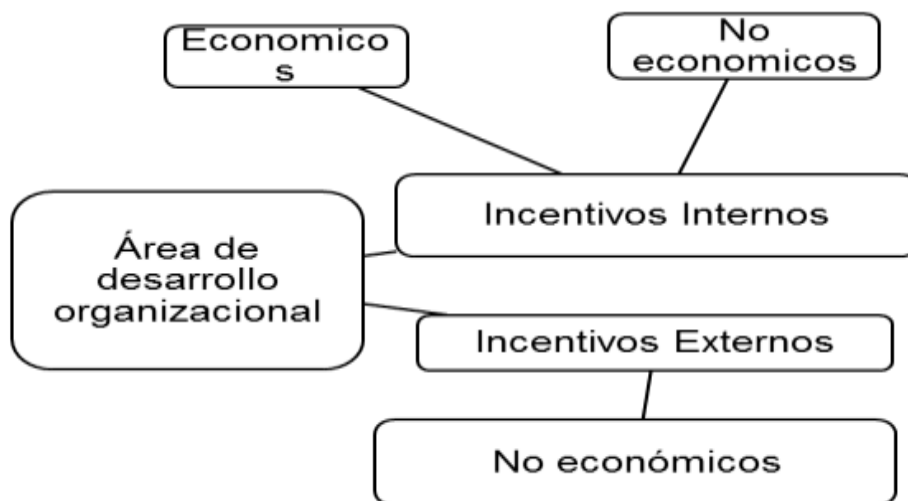 Economico
s
No
economicos
Incentivos Internos
Área de
desarrollo
organizacional
Incentivos Externos
No económicos